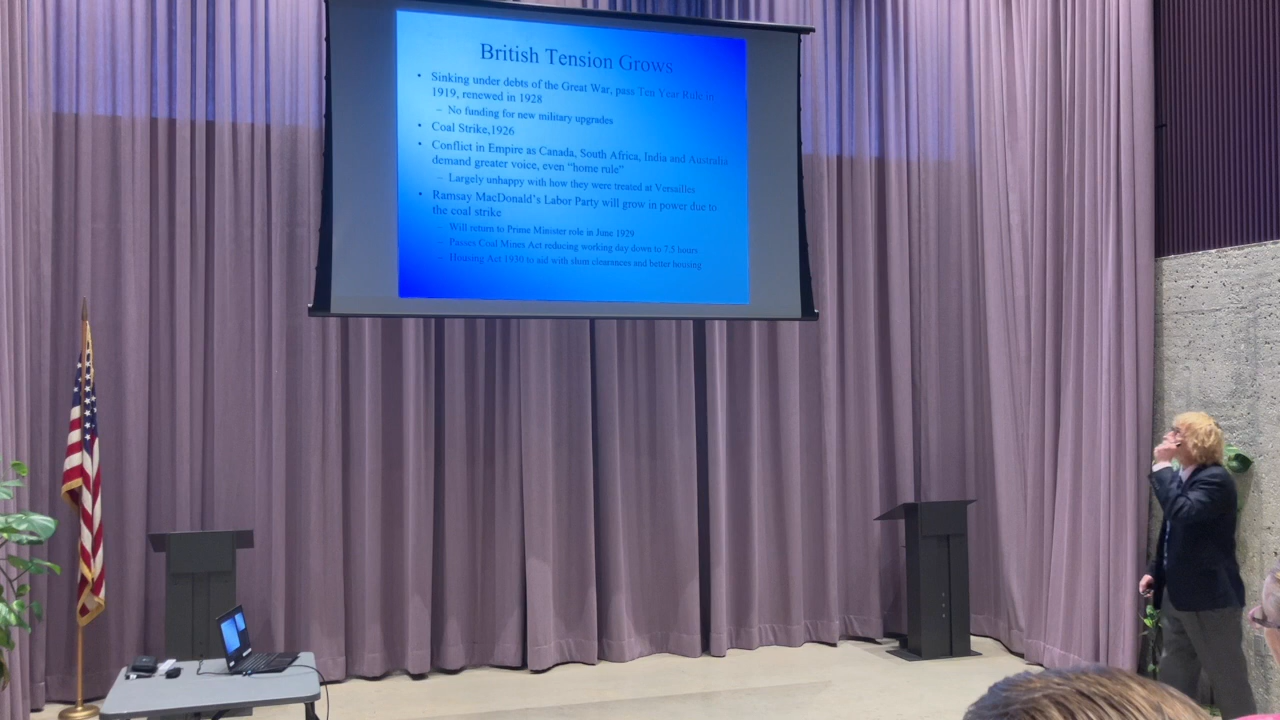 British Tension Grows
• Sinking under debts of the Great War, pass Ten Year Rule in
1919, renewed in 1928
– No funding for new military upgrades
• Coal Strike,1926
• Conflict in Empire as Canada, South Africa, India and Australia
demand greater voice, even "home rule"
– Largely unhappy with how they were treated at Versailles
• Ramsay MacDonald's Labor Party will grow in power due to
the coal strike
– Will return to Prime Minister role in June 1929
– Passes Coal Mines Act reducing working day down to 7.5 hours
– Housing Act 1930 to aid with slum clearances and better housing